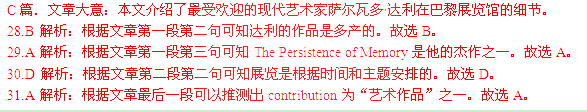 C 篇．文章大意：本文介绍了最受欢迎的现代艺术家萨尔瓦多·达利在巴黎展览馆的细节。
28.B 解析：根据文章第一段第二句可知达利的作品是多产的。故选 B。
29.A 解析：根据文章第一段第三句可知 The Persistence of Memory 是他的杰作之一。故选 A。
30.D 解析：根据文章第二段第二句可知展览是根据时间和主题安排的。故选 D。
31.A 解析：根据文章最后一段可以推测出 contribution 为“艺术作品”之一。故选 A。